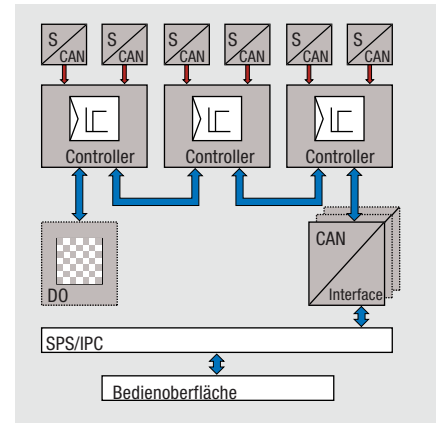 S S S S S S
CAN CAN CAN CAN CAN CAN
Controller Controller Controller
CAN
DO
Interface
SPS/IPC
Bedienoberfläche